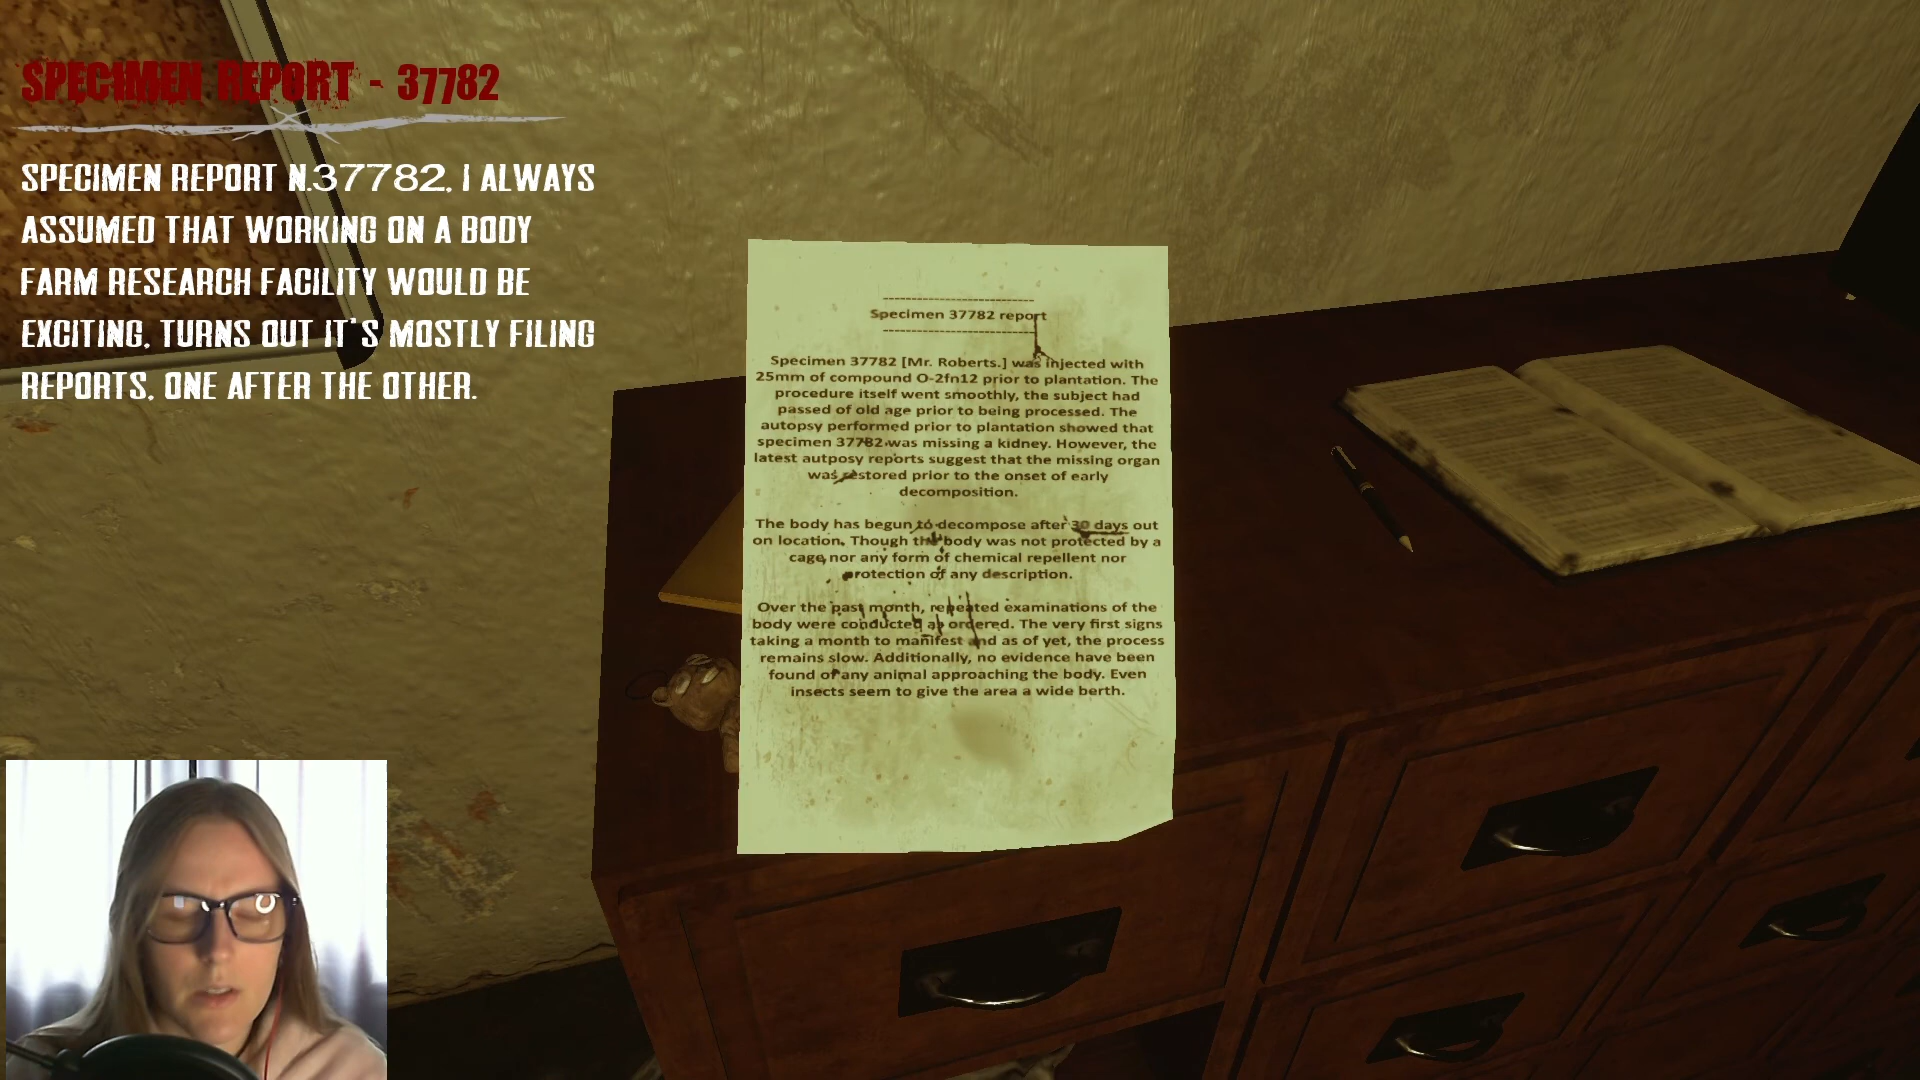 SPECIMEN REPORT - 37782
SPECIMEN REPORT N.37782. I ALWAYS
ASSUMED THAT WORKING ON A BODY
FARM RESEARCH FACILITY WOULD BE
EXCITING. TURNS OUT IT'S MOSTLY FILING
REPORTS, ONE AFTER THE OTHER.
Specimen 37782 report
Specimen 37782 [Mr. Roberts.] was injected with
25mm of compound O-2fn12 prior to plantation. The
procedure itself went smoothly, the subject had
passed of old age prior to being processed. The
autopsy performed prior to plantation showed that
specimen 37782 was missing a kidney. However, the
latest autposy reports suggest that the missing organ
was restored prior to the onset of early
decomposition.
The body has begun to decompose after 30 days out
on location. Though the body was not protected by a
cage, nor any form of chemical repellent nor
protection of any description.
Over the past month, repeated examinations of the
body were conducted as ordered. The very first signs
taking a month to manifest and as of yet, the process
remains slow. Additionally, no evidence have been
found of any animal approaching the body. Even
insects seem to give the area a wide berth.